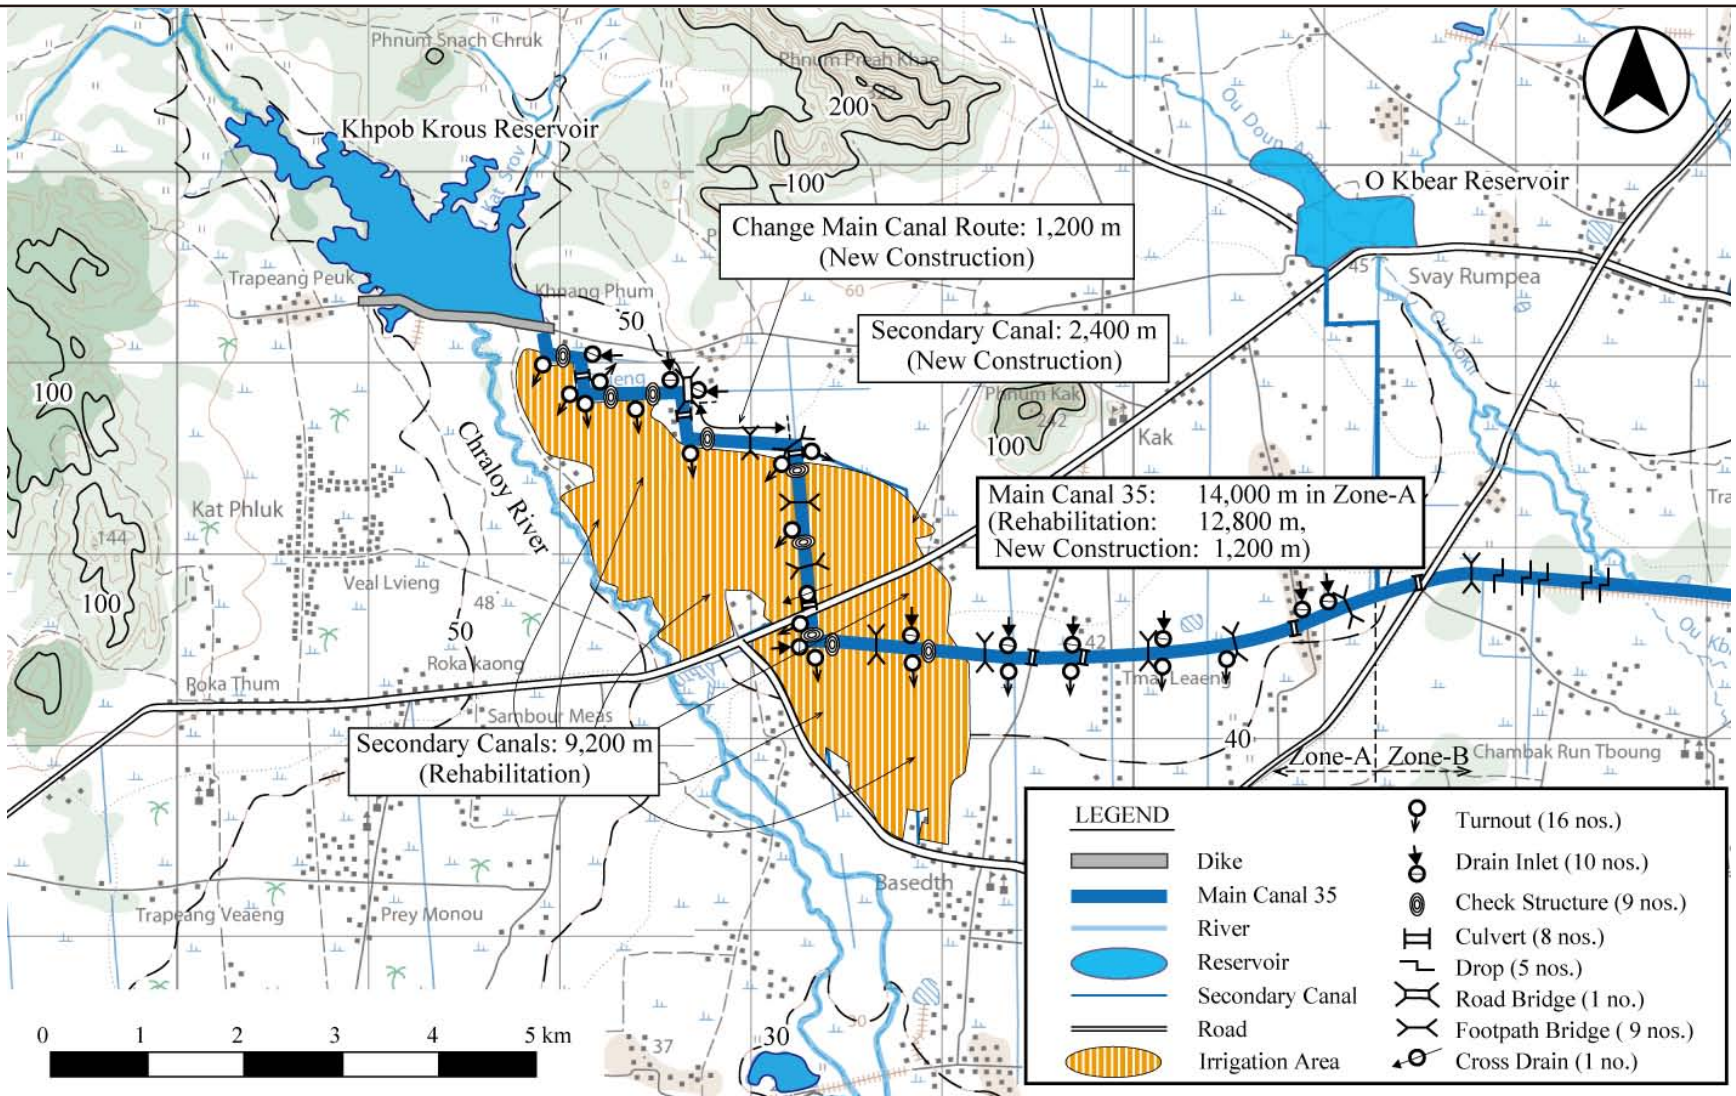 Phnum Snach Chruk
Phnum Preah Khae
200
Khpob Krous Reservoir
Kat Srov
100
Ou Doun
O Kbear Reservoir
Change Main Canal Route: 1,200 m
(New Construction)
Trapeang Peuk
Khnang Phum
50
60
45
Svay Rumpea
Secondary Canal: 2,400 m
(New Construction)
Ou Kokir
100
Phnum Kak
242
100
Kak
Chraloy River
Main Canal 35: 14,000 m in Zone-A
(Rehabilitation: 12,800 m,
New Construction: 1,200 m)
Kat Phluk
144
Veal Lvieng
100
48
50
42
Roka kaong
Tmar Leaeng
Roka Thum
Sambour Meas
Secondary Canals: 9,200 m
(Rehabilitation)
40
Zone-A
Zone-B
Chambak Run Tboung
Trapeang Veaeng
Prey Monou
Basedth
30
37
0 1 2 3 4 5 km
LEGEND
Dike
Main Canal 35
River
Reservoir
Secondary Canal
Road
Irrigation Area
Turnout (16 nos.)
Drain Inlet (10 nos.)
Check Structure (9 nos.)
Culvert (8 nos.)
Drop (5 nos.)
Road Bridge (1 no.)
Footpath Bridge ( 9 nos.)
Cross Drain (1 no.)